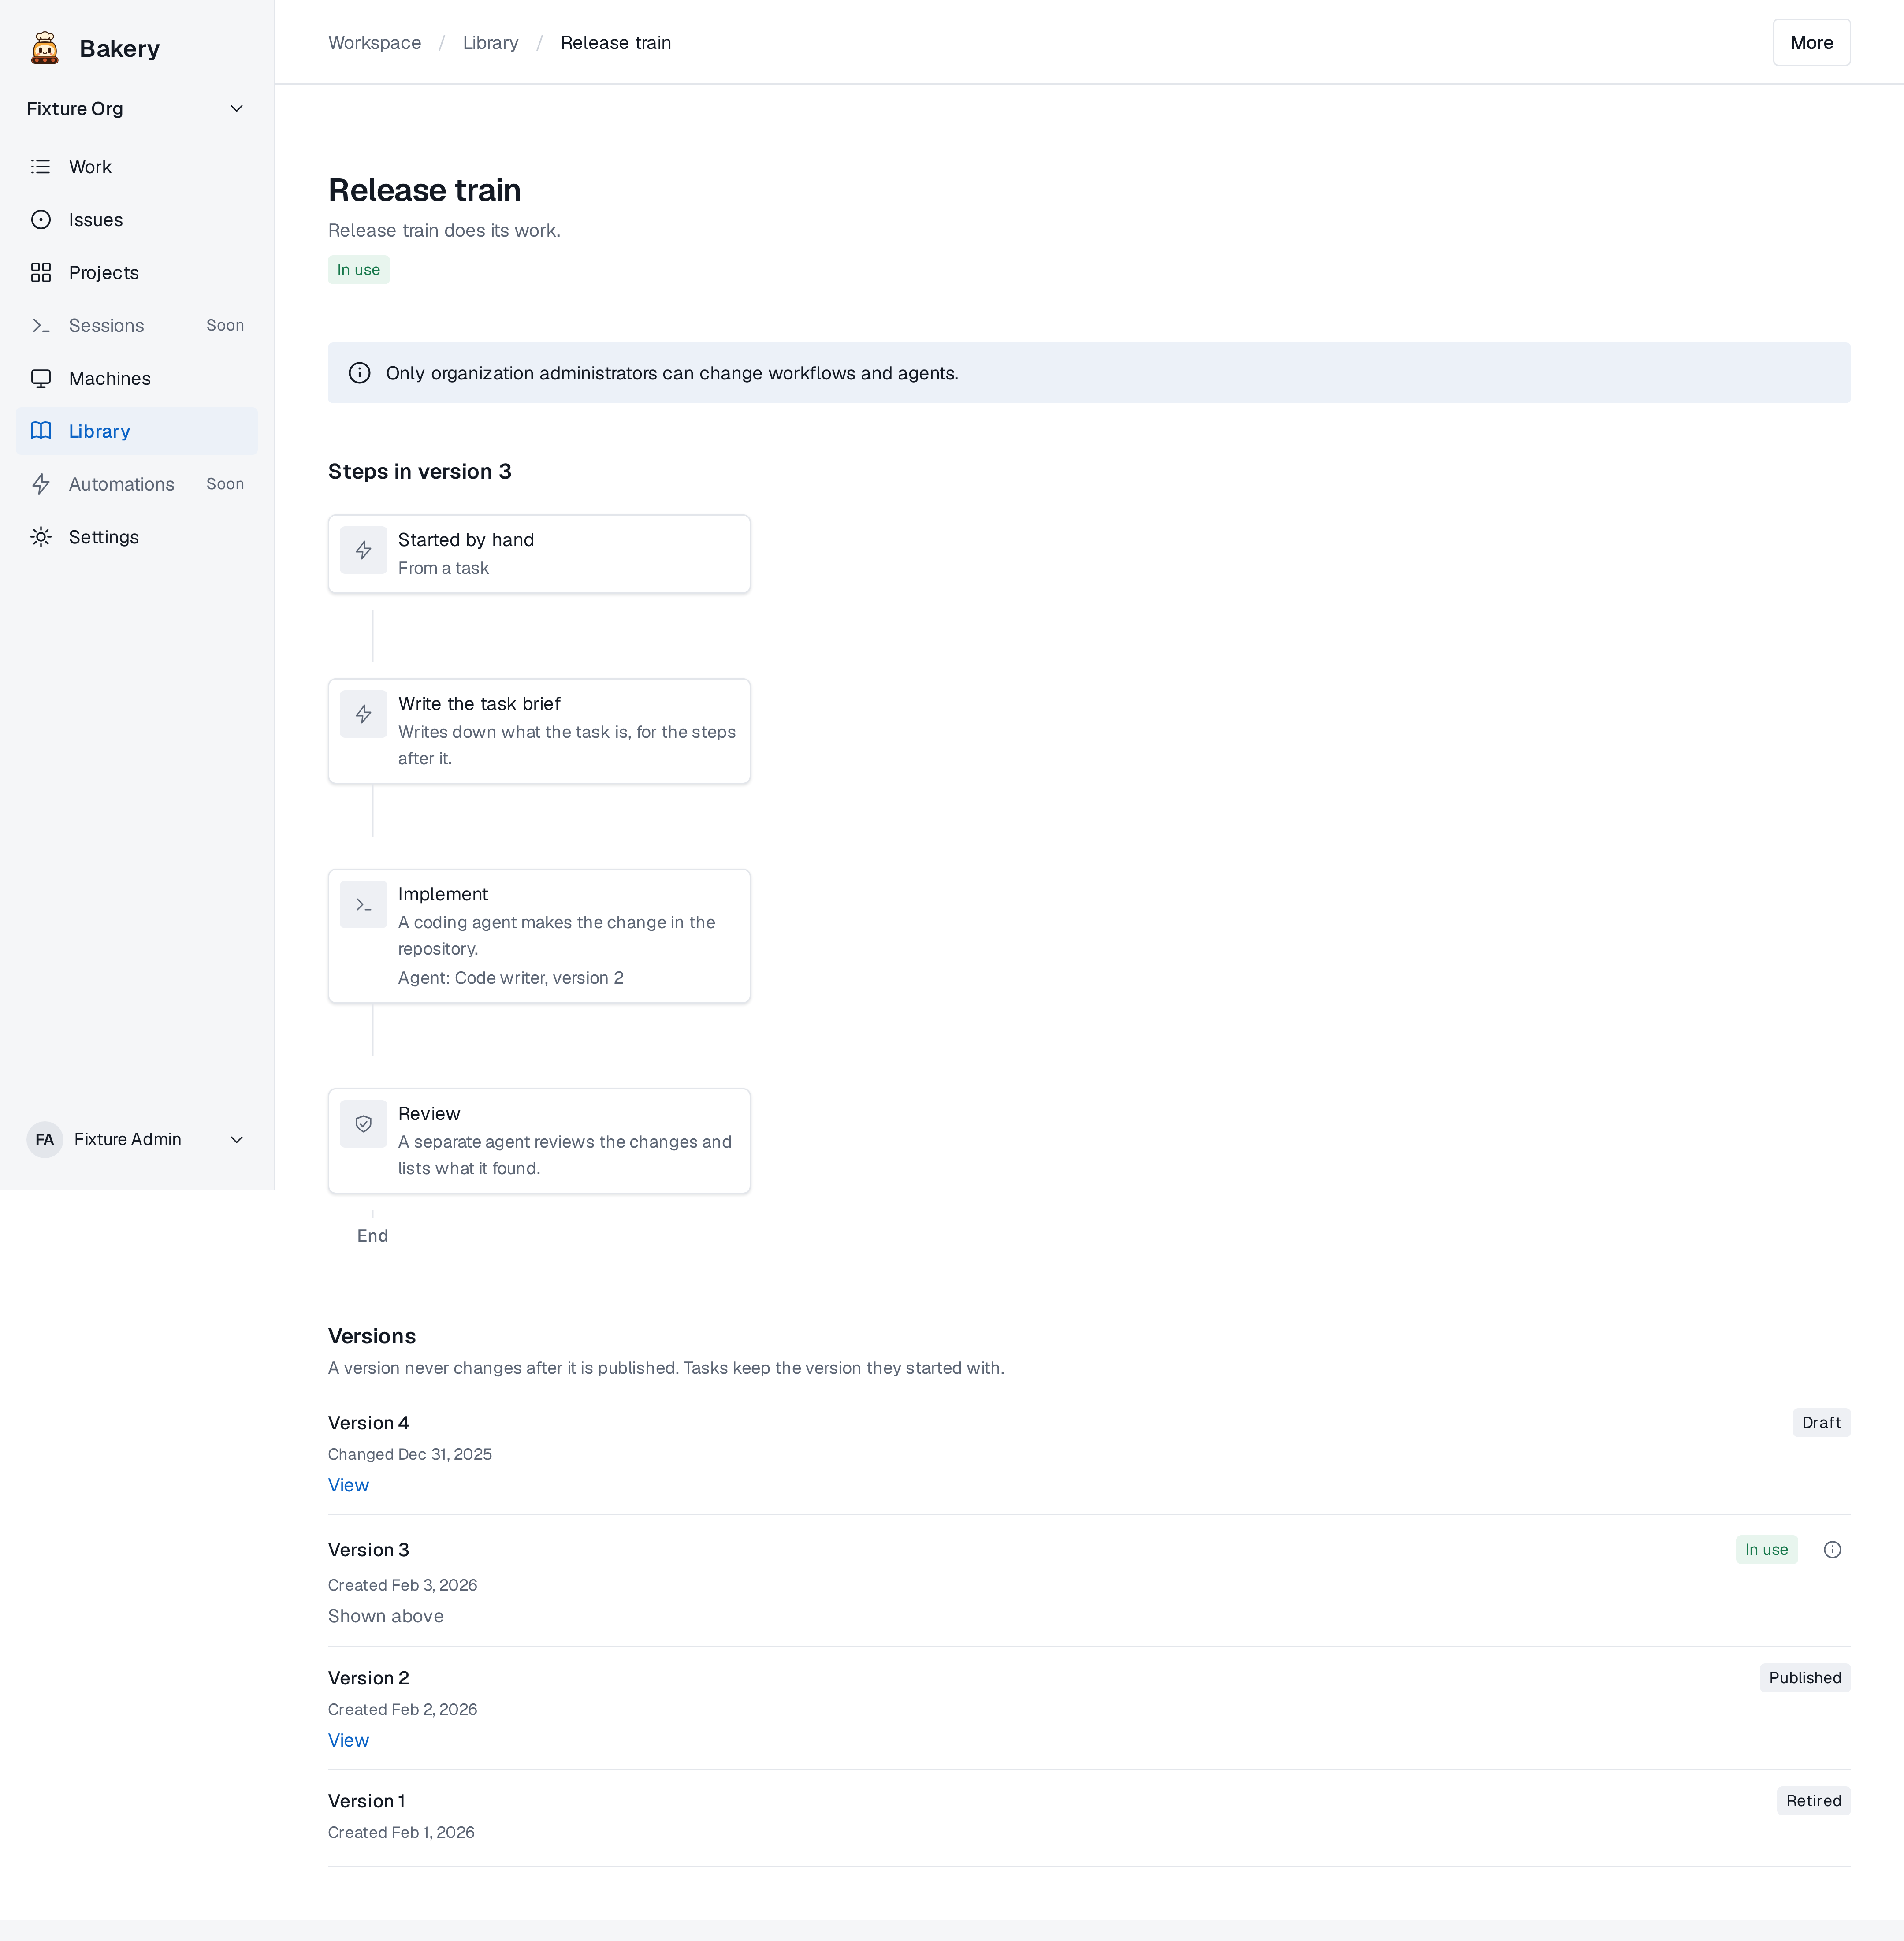 Bakery
Fixture Org
Work
Issues
Projects
Sessions Soon
Machines
Library
Automations Soon
Settings
FA Fixture Admin
Workspace / Library / Release train
More
Release train
Release train does its work.
In use
Only organization administrators can change workflows and agents.
Steps in version 3
Started by hand
From a task
Write the task brief
Writes down what the task is, for the steps
after it.
Implement
A coding agent makes the change in the
repository.
Agent: Code writer, version 2
Review
A separate agent reviews the changes and
lists what it found.
End
Versions
A version never changes after it is published. Tasks keep the version they started with.
Version 4 Draft
Changed Dec 31, 2025
View
Version 3 In use
Created Feb 3, 2026
Shown above
Version 2 Published
Created Feb 2, 2026
View
Version 1 Retired
Created Feb 1, 2026